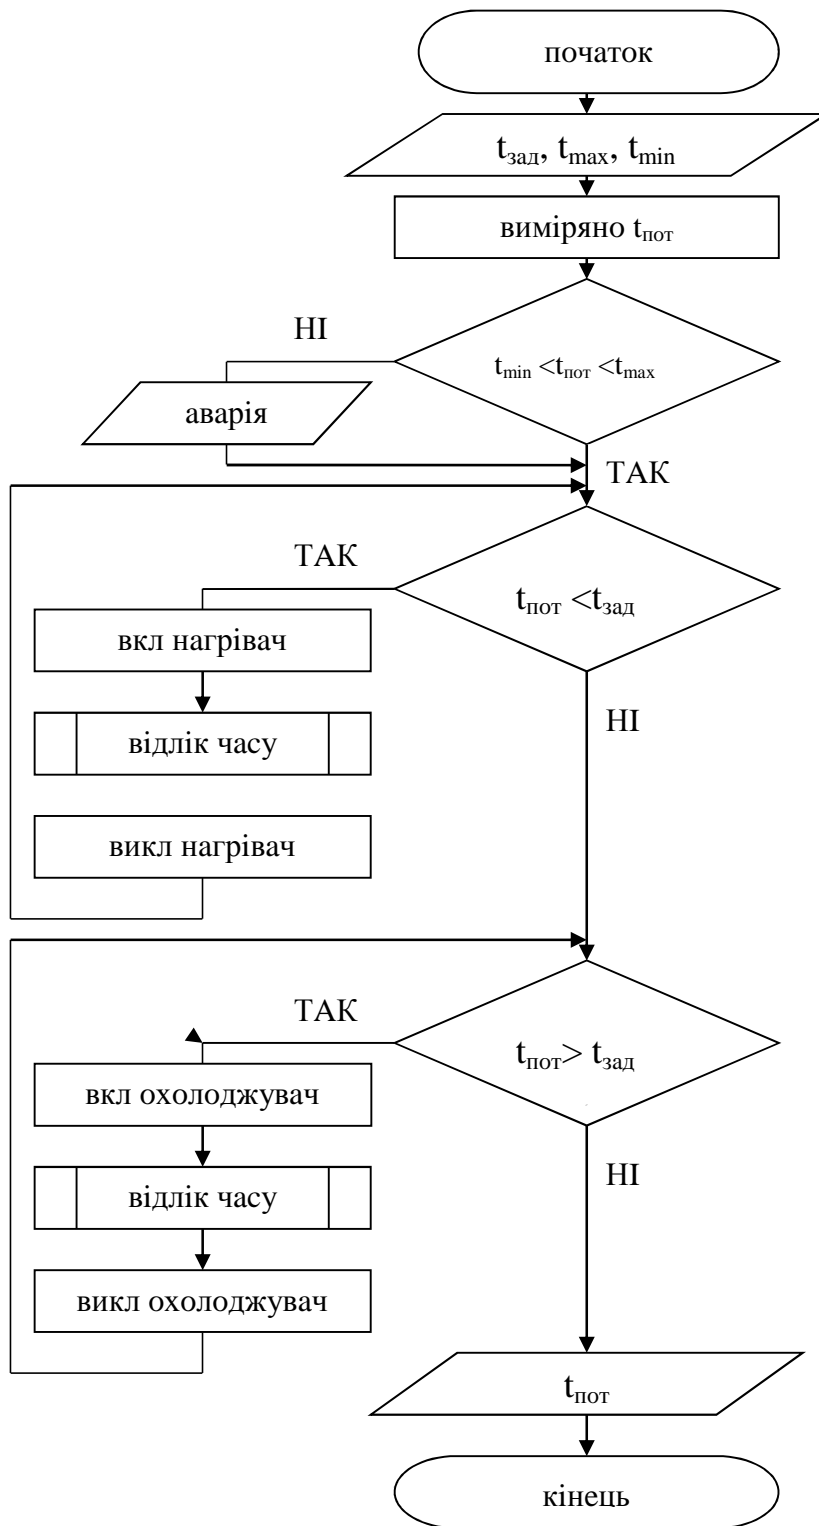 початок
tзад, tmax, tmin
виміряно tпот
НІ
tmin <tпот <tmax
аварія
ТАК
ТАК
tпот <tзад
вкл нагрівач
НІ
відлік часу
викл нагрівач
ТАК
tпот> tзад
вкл охолоджувач
НІ
відлік часу
викл охолоджувач
tпот
кінець